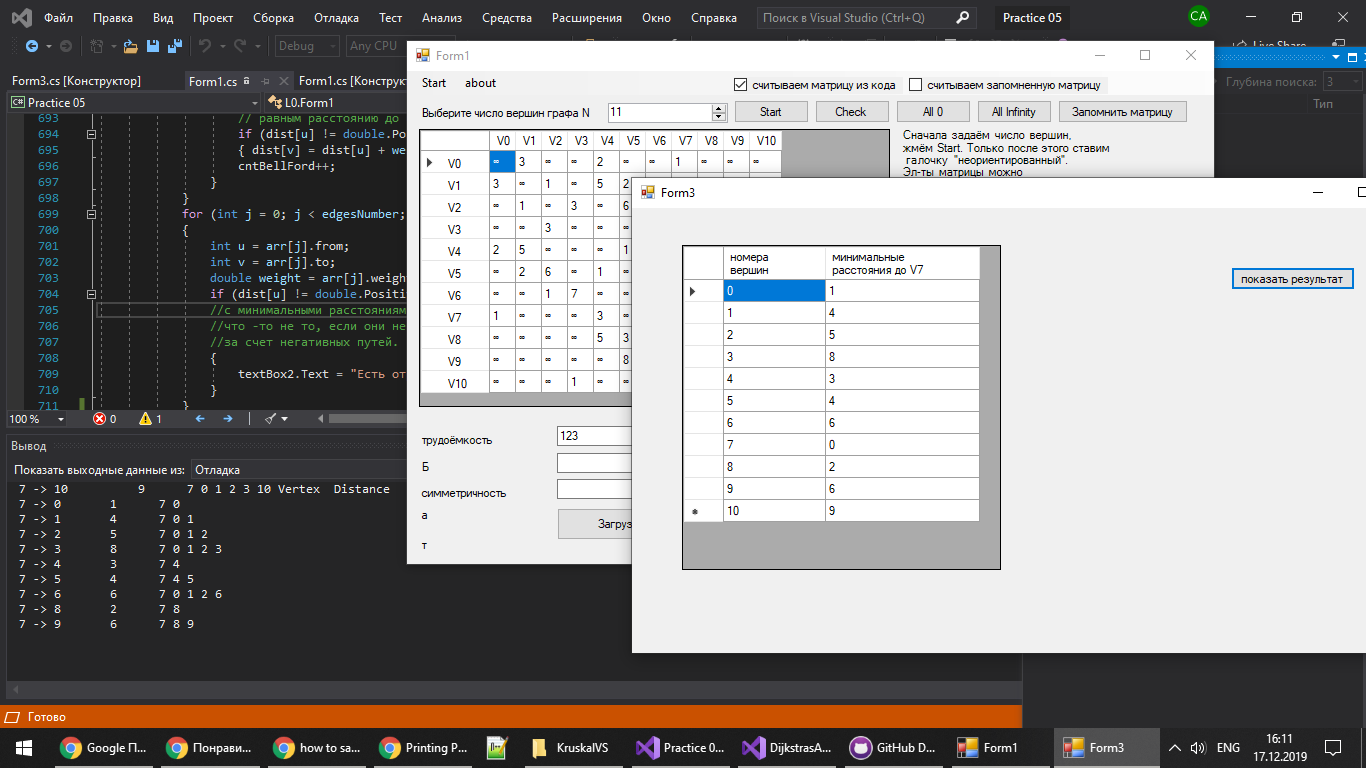 Файл Правка Вид Проект Сборка Отладка Тест Анализ Средства Расширения Окно Справка Поиск в Visual Studio (Ctrl+Q) Practice 05 CA
Debug Any CPU Live Share
Form3.cs [Конструктор] Form1.cs Form1.cs [Конструкт
Practice 05 L0.Form1
693 // равным расстоянию до
694 if (dist[u] != double.Po
695 { dist[v] = dist[u] + we
696 cntBellFord++;
697 }
698 }
699 for (int j = 0; j < edgesNumber;
700 {
701 int u = arr[j].from;
702 int v = arr[j].to;
703 double weight = arr[j].weigh
704 if (dist[u] != double.Positi
705 //с минимальными расстояниям
706 //что -то не то, если они не
707 //за счет негативных путей.
708 {
709 textBox2.Text = "Есть от
710 }
711 }
100 % 0 1
Вывод
Показать выходные данные из: Отладка
7 -> 10 9 7 0 1 2 3 10 Vertex Distance
7 -> 0 1 7 0
7 -> 1 4 7 0 1
7 -> 2 5 7 0 1 2
7 -> 3 8 7 0 1 2 3
7 -> 4 3 7 4
7 -> 5 4 7 4 5
7 -> 6 6 7 0 1 2 6
7 -> 8 2 7 8
7 -> 9 6 7 8 9
Готово
Form1
Start about считываем матрицу из кода считываем запомненную матрицу
Выберите число вершин графа N 11 Start Check All 0 All Infinity Запомнить матрицу
V0 V1 V2 V3 V4 V5 V6 V7 V8 V9 V10
V0 ∞ 3 ∞ ∞ 2 ∞ ∞ 1 ∞ ∞ ∞
V1 3 ∞ 1 ∞ 5 2
V2 ∞ 1 ∞ 3 ∞ 6
V3 ∞ ∞ 3 ∞ ∞ ∞
V4 2 5 ∞ ∞ ∞ 1
V5 ∞ 2 6 ∞ 1 ∞
V6 ∞ ∞ 1 7 ∞ ∞
V7 1 ∞ ∞ ∞ 3 ∞
V8 ∞ ∞ ∞ ∞ 5 3
V9 ∞ ∞ ∞ ∞ ∞ 8
V10 ∞ ∞ ∞ 1 ∞ ∞
Сначала задаём число вершин,
жмём Start. Только после этого ставим
галочку "неориентированный".
Эл-ты матрицы можно
трудоёмкость 123
Б
симметричность
а
Загруз
т
Глубина поиска: 3
Тип
Form3
номера
вершин
минимальные
расстояния до V7
0 1
1 4
2 5
3 8
4 3
5 4
6 6
7 0
8 2
9 6
10 9
показать результат
Google П... Понрави... how to sa... Printing P... KruskalVS Practice 0... DijkstrasA... GitHub D... Form1 Form3 ENG 16:11
17.12.2019